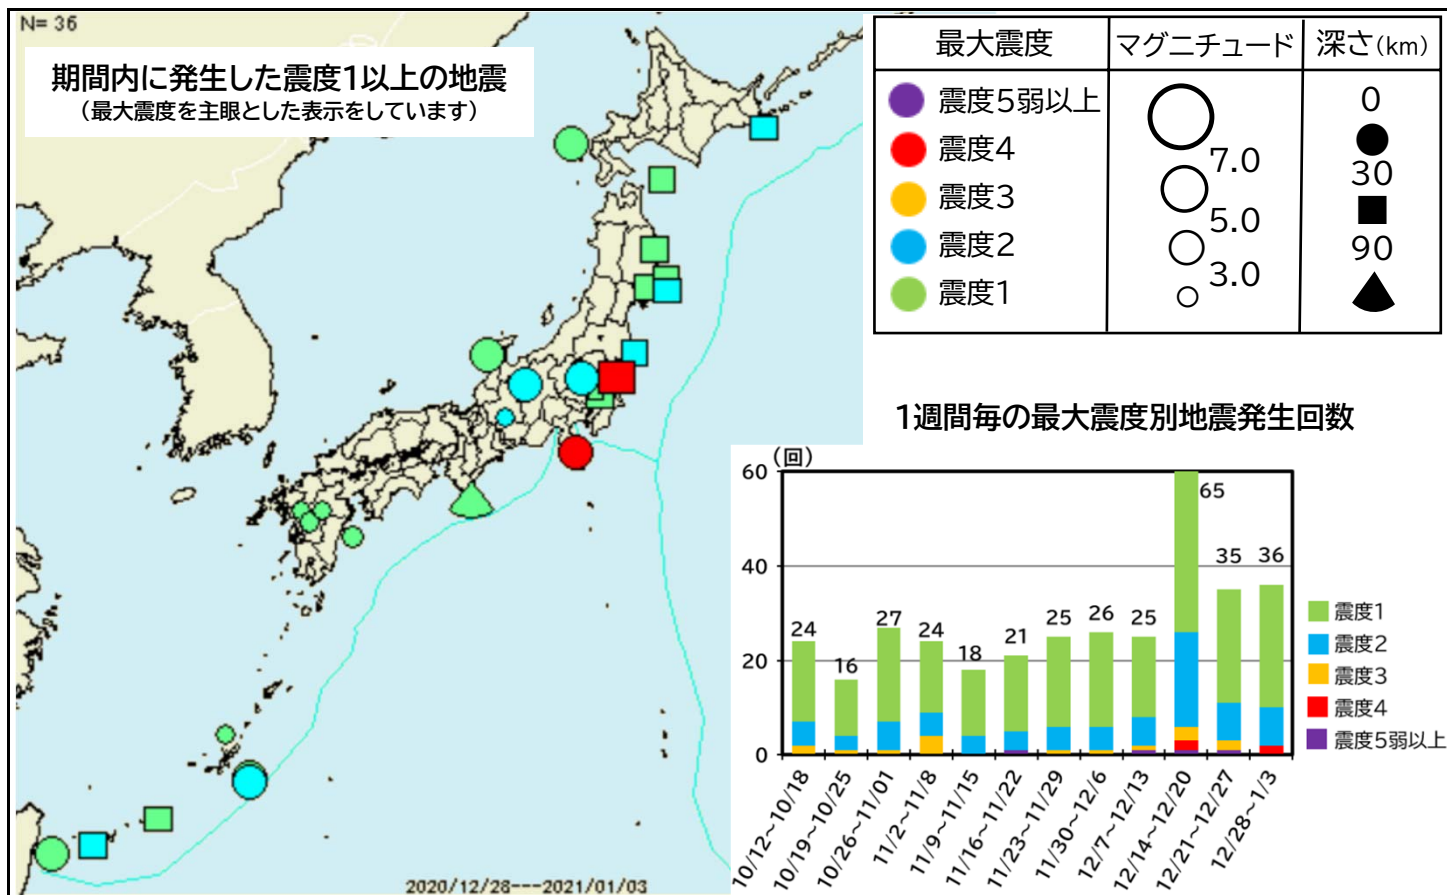 N= 36
期間内に発生した震度1以上の地震
(最大震度を主眼とした表示をしています)
2020/12/28---2021/01/03
最大震度 マグニチュード 深さ(km)
震度5弱以上
震度4
震度3
震度2
震度1
7.0
5.0
3.0
0
30
90
1週間毎の最大震度別地震発生回数
(回)
60
40
20
0
24
16
27
24
18
21
25
26
25
65
35
36
10/12~10/18
10/19~10/25
10/26~11/01
11/2~11/8
11/9~11/15
11/16~11/22
11/23~11/29
11/30~12/6
12/7~12/13
12/14~12/20
12/21~12/27
12/28~1/3
震度1
震度2
震度3
震度4
震度5弱以上